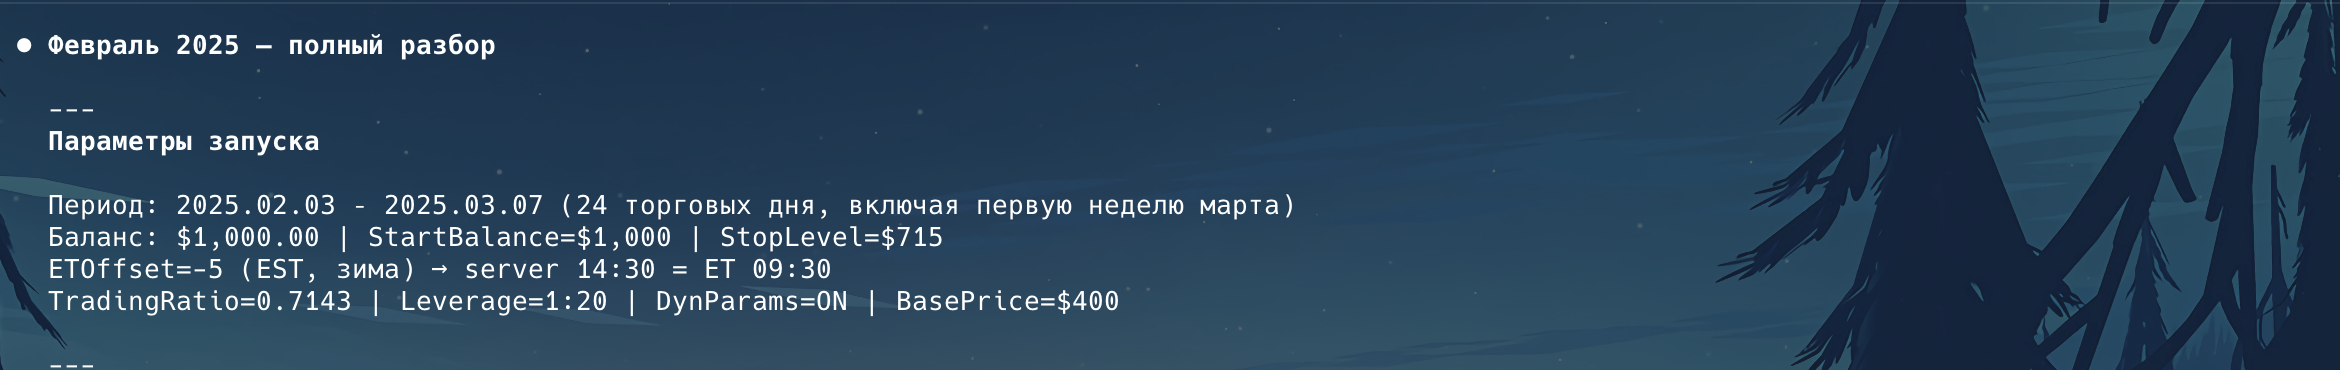 ● Февраль 2025 — полный разбор
---
Параметры запуска
Период: 2025.02.03 - 2025.03.07 (24 торговых дня, включая первую неделю марта)
Баланс: $1,000.00 | StartBalance=$1,000 | StopLevel=$715
ETOffset=-5 (EST, зима) → server 14:30 = ET 09:30
TradingRatio=0.7143 | Leverage=1:20 | DynParams=ON | BasePrice=$400
---